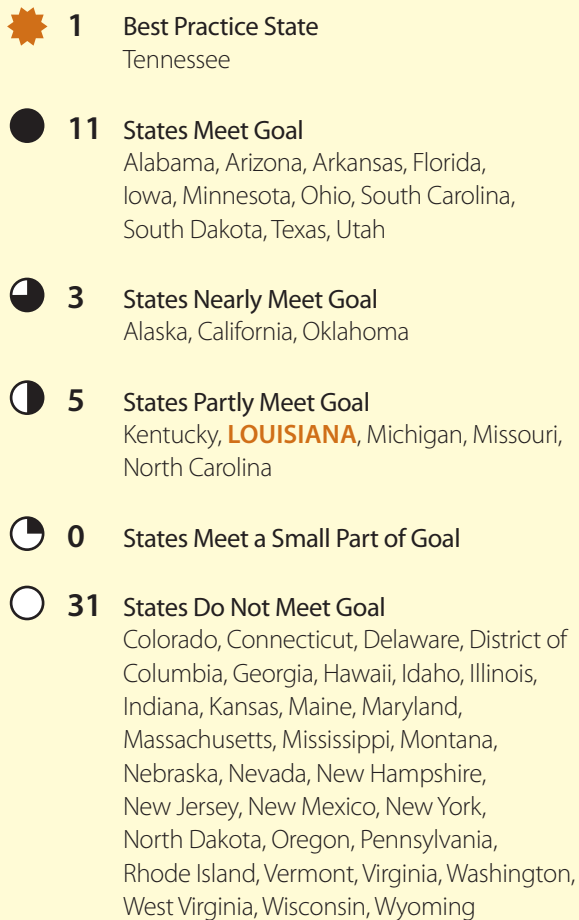 1 Best Practice State
Tennessee
11 States Meet Goal
Alabama, Arizona, Arkansas, Florida,
Iowa, Minnesota, Ohio, South Carolina,
South Dakota, Texas, Utah
3 States Nearly Meet Goal
Alaska, California, Oklahoma
5 States Partly Meet Goal
Kentucky, LOUISIANA, Michigan, Missouri,
North Carolina
0 States Meet a Small Part of Goal
31 States Do Not Meet Goal
Colorado, Connecticut, Delaware, District of
Columbia, Georgia, Hawaii, Idaho, Illinois,
Indiana, Kansas, Maine, Maryland,
Massachusetts, Mississippi, Montana,
Nebraska, Nevada, New Hampshire,
New Jersey, New Mexico, New York,
North Dakota, Oregon, Pennsylvania,
Rhode Island, Vermont, Virginia, Washington,
West Virginia, Wisconsin, Wyoming